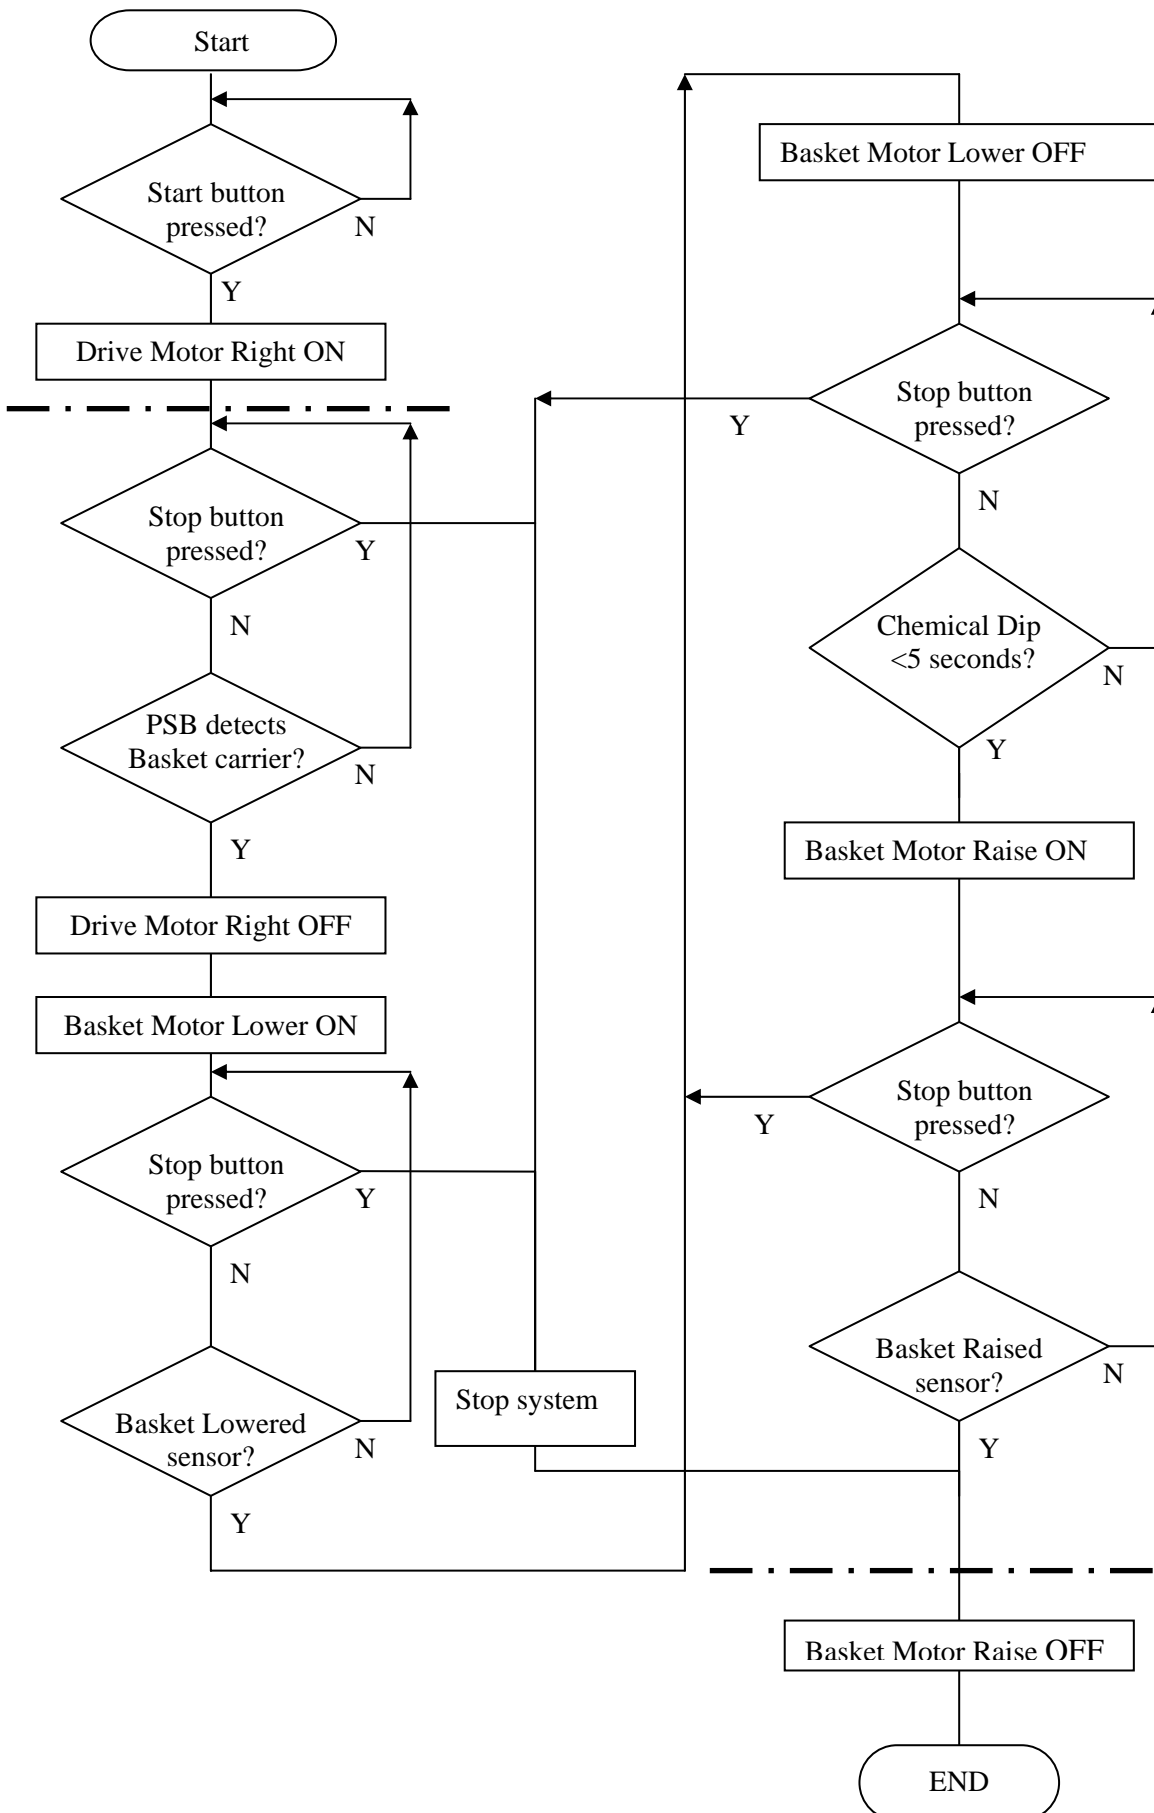 Start
Start button
pressed?
N
Y
Drive Motor Right ON
Stop button
pressed?
Y
N
PSB detects
Basket carrier?
N
Y
Drive Motor Right OFF
Basket Motor Lower ON
Stop button
pressed?
Y
N
Basket Lowered
sensor?
N
Y
Stop system
Basket Motor Lower OFF
Stop button
pressed?
Y
N
Chemical Dip
<5 seconds?
N
Y
Basket Motor Raise ON
Stop button
pressed?
Y
N
Basket Raised
sensor?
N
Y
Basket Motor Raise OFF
END